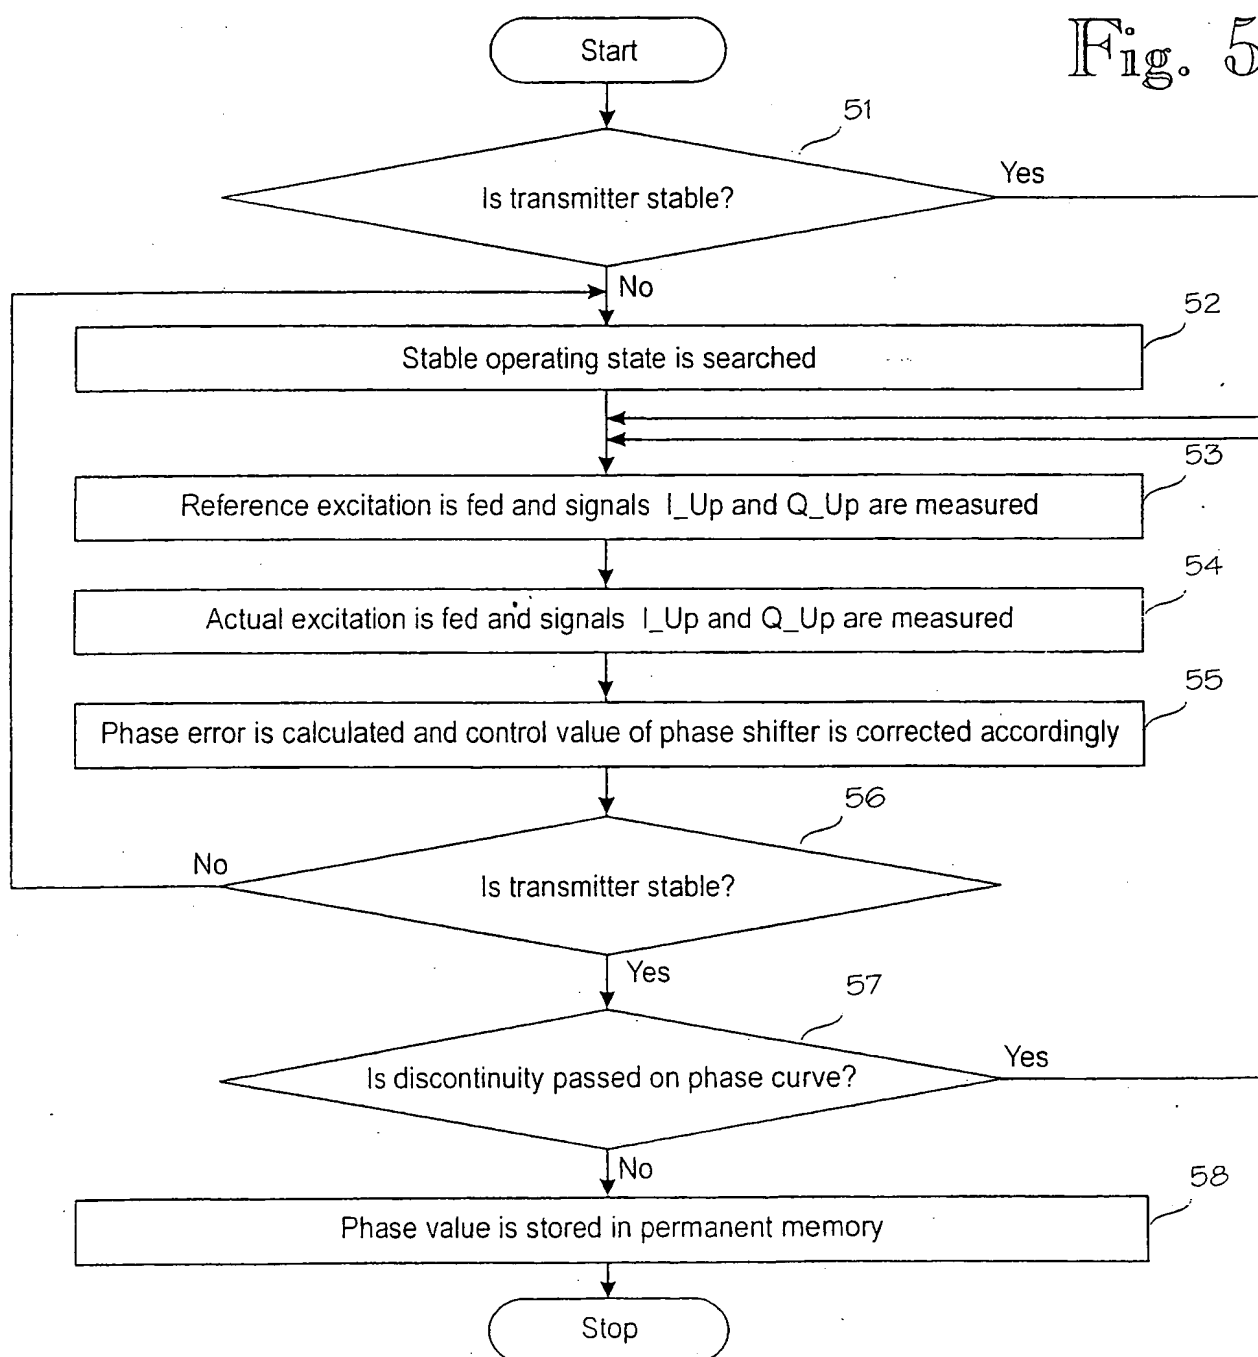 Fig. 5
Start
51
Is transmitter stable?
Yes
No
52
Stable operating state is searched
53
Reference excitation is fed and signals I_Up and Q_Up are measured
54
Actual excitation is fed and signals I_Up and Q_Up are measured
55
Phase error is calculated and control value of phase shifter is corrected accordingly
56
No
Is transmitter stable?
Yes
57
Is discontinuity passed on phase curve?
Yes
No
58
Phase value is stored in permanent memory
Stop